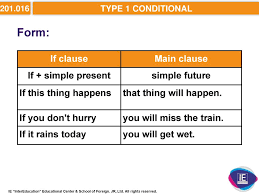 201.016 TYPE 1 CONDITIONAL
Form:
If clause Main clause
If + simple present simple future
If this thing happens that thing will happen.
If you don't hurry you will miss the train.
If it rains today you will get wet.
IE "InterEducation" Educational Center & School of Foreign. JR, Ltd. All rights reserved.